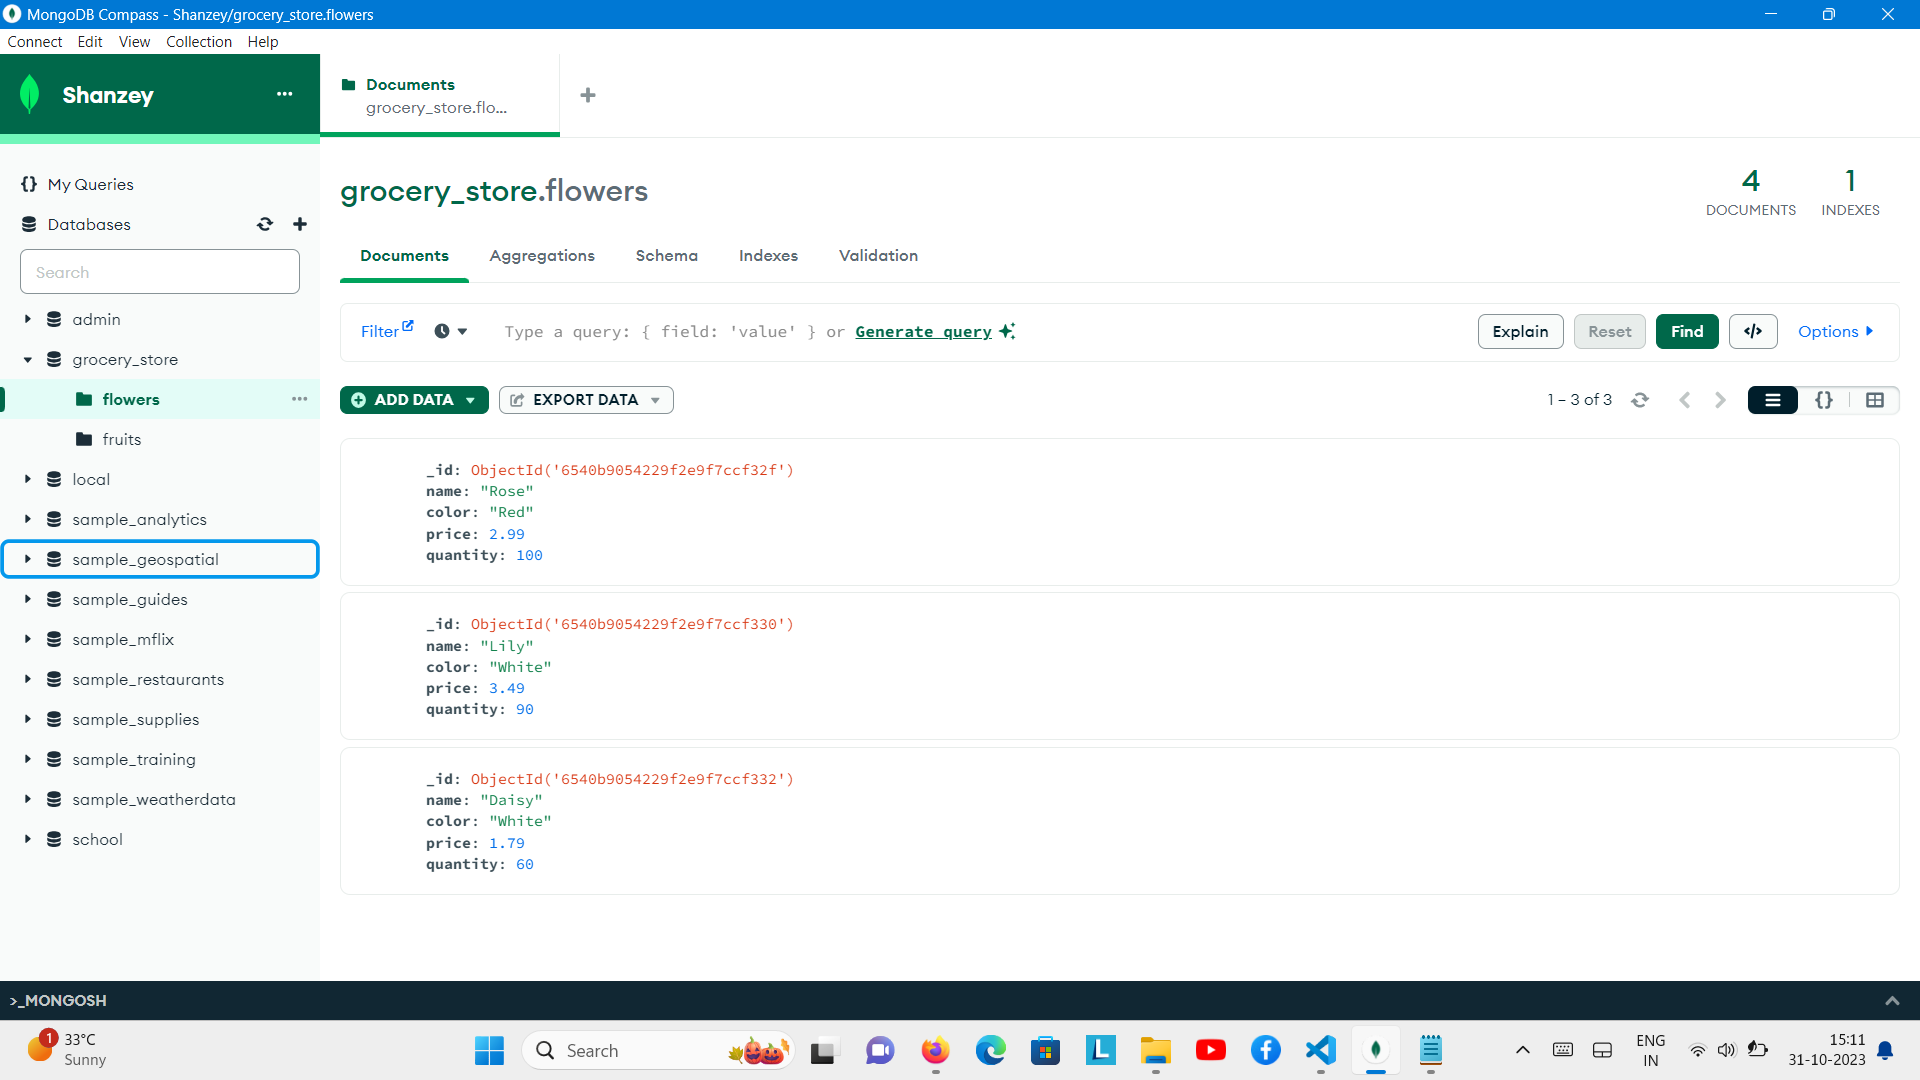 MongoDB Compass - Shanzey/grocery_store.flowers
Connect Edit View Collection Help
Shanzey
Documents
grocery_store.flo...
{} My Queries
Databases
Search
admin
grocery_store
flowers
fruits
local
sample_analytics
sample_geospatial
sample_guides
sample_mflix
sample_restaurants
sample_supplies
sample_training
sample_weatherdata
school
grocery_store.flowers
4
DOCUMENTS
1
INDEXES
Documents Aggregations Schema Indexes Validation
Filter Type a query: { field: 'value' } or Generate query Explain Reset Find </> Options
ADD DATA EXPORT DATA 1 – 3 of 3 {}
_id: ObjectId('6540b9054229f2e9f7ccf32f')
name: "Rose"
color: "Red"
price: 2.99
quantity: 100
_id: ObjectId('6540b9054229f2e9f7ccf330')
name: "Lily"
color: "White"
price: 3.49
quantity: 90
_id: ObjectId('6540b9054229f2e9f7ccf332')
name: "Daisy"
color: "White"
price: 1.79
quantity: 60
>_MONGOSH
1
33°C
Sunny
Search
L
ENG
IN
15:11
31-10-2023